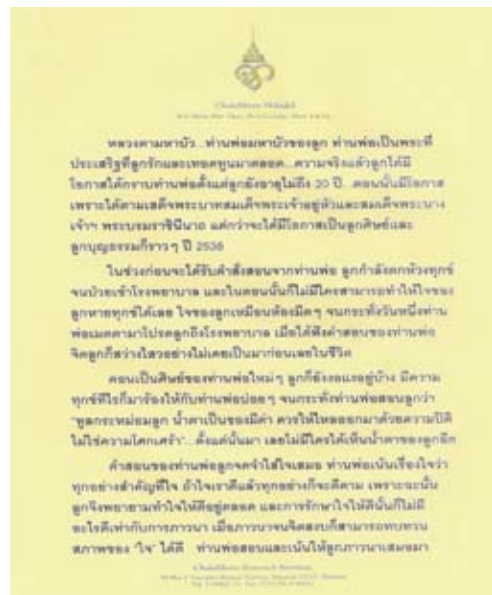 Chulabhorn Mahidol
หลวงตามหาบัว...ท่านพ่อมหาบัวของลูก ท่านพ่อเป็นพระที่
ประเสริฐที่ลูกรักและเทอดทูนมาตลอด...ความจริงแล้วลูกได้มี
โอกาสได้กราบท่านพ่อตั้งแต่ลูกยังอายุไม่ถึง 20 ปี...ตอนนั้นมีโอกาส
เพราะได้ตามเสด็จพระบาทสมเด็จพระเจ้าอยู่หัวและสมเด็จพระนาง
เจ้าฯ พระบรมราชินีนาถ แต่กว่าจะได้มีโอกาสเป็นลูกศิษย์และ
ลูกบุญธรรมก็ราวๆ ปี 2538
ในช่วงก่อนจะได้รับคำสั่งสอนจากท่านพ่อ ลูกกำลังตกห้วงทุกข์
จนป่วยเข้าโรงพยาบาล และในตอนนั้นก็ไม่มีใครสามารถทำให้ใจของ
ลูกหายทุกข์ได้เลย ใจของลูกเหมือนห้องมืดๆ จนกระทั่งวันหนึ่งท่าน
พ่อเมตตามาโปรดลูกถึงโรงพยาบาล เมื่อได้ฟังคำสอนของท่านพ่อ
จิตลูกก็สว่างไสวอย่างไม่เคยเป็นมาก่อนเลยในชีวิต
ตอนเป็นศิษย์ของท่านพ่อใหม่ๆ ลูกก็ยังงอแงอยู่บ้าง มีความ
ทุกข์ทีไรก็มาร้องไห้กับท่านพ่อบ่อยๆ จนกระทั่งท่านพ่อสอนลูกว่า
"ทูลกระหม่อมลูก น้ำตาเป็นของมีค่า ควรให้ไหลออกมาด้วยความปิติ
ไม่ใช่ความโศกเศร้า"...ตั้งแต่นั้นมา เลยไม่มีใครได้เห็นน้ำตาของลูกอีก
คำสอนของท่านพ่อลูกจดจำใส่ใจเสมอ ท่านพ่อเน้นเรื่องใจว่า
ทุกอย่างสำคัญที่ใจ ถ้าใจเราดีแล้วทุกอย่างก็จะดีตาม เพราะฉะนั้น
ลูกจึงพยายามทำใจให้ดีอยู่ตลอด และการรักษาใจให้ดีนั้นก็ไม่มี
อะไรดีเท่ากับการภาวนา เมื่อภาวนาจนจิตสงบก็สามารถทบทวน
สภาพของ 'ใจ' ได้ดี ท่านพ่อสอนและเน้นให้ลูกภาวนาเสมอมา
Chulabhorn Research Institute